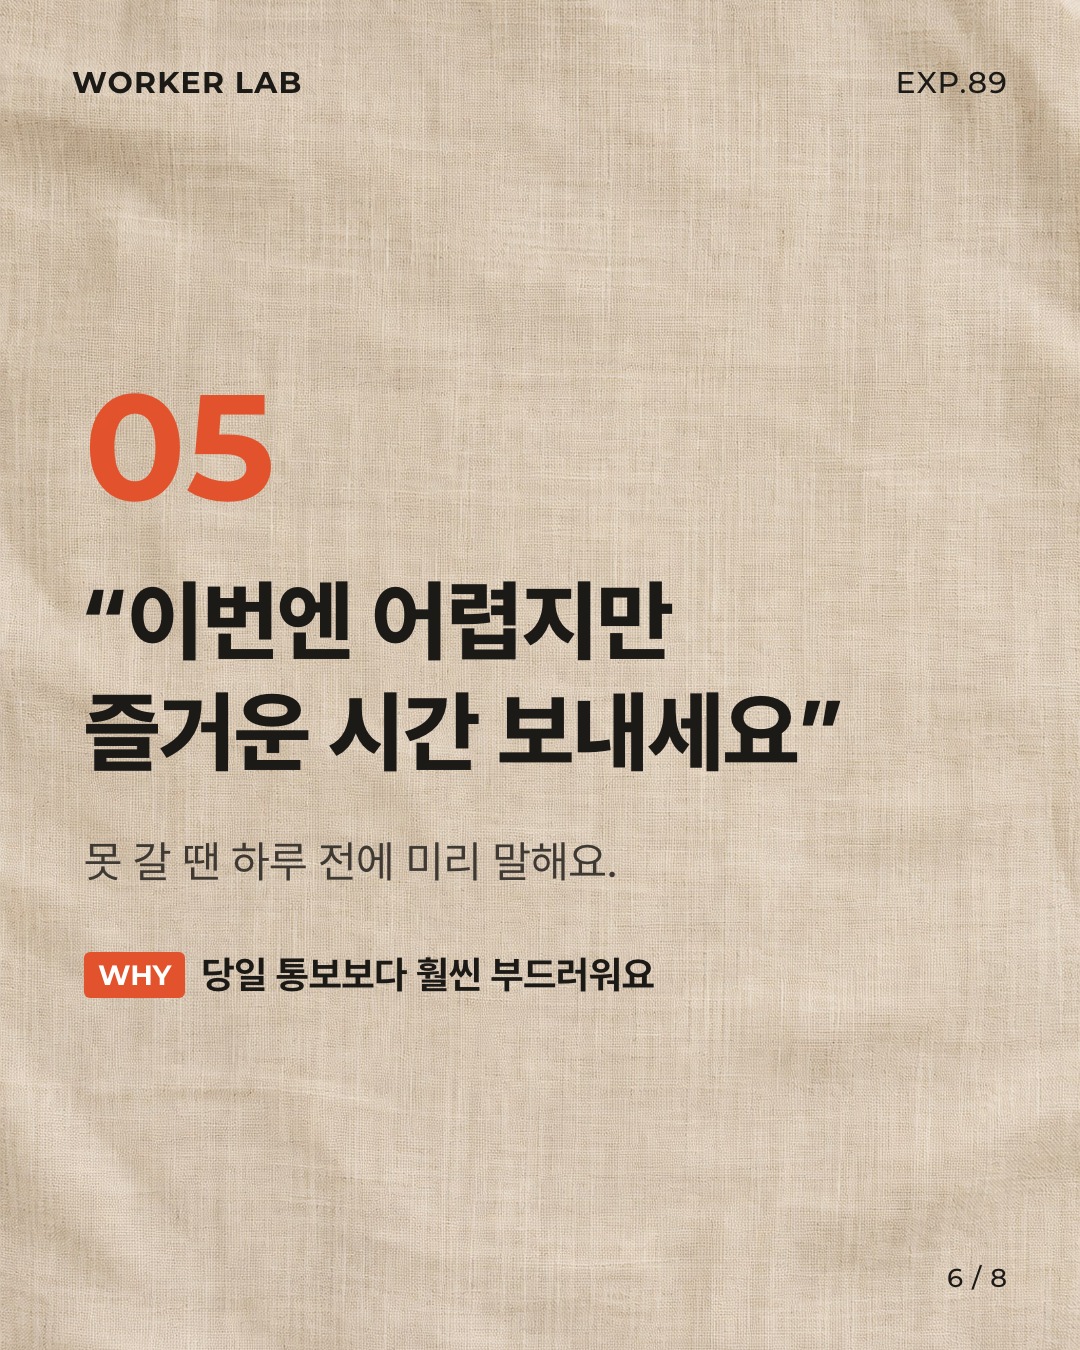 WORKER LAB
EXP.89
05
“이번엔 어렵지만
즐거운 시간 보내세요”
못 갈 땐 하루 전에 미리 말해요.
WHY 당일 통보보다 훨씬 부드러워요
6 / 8